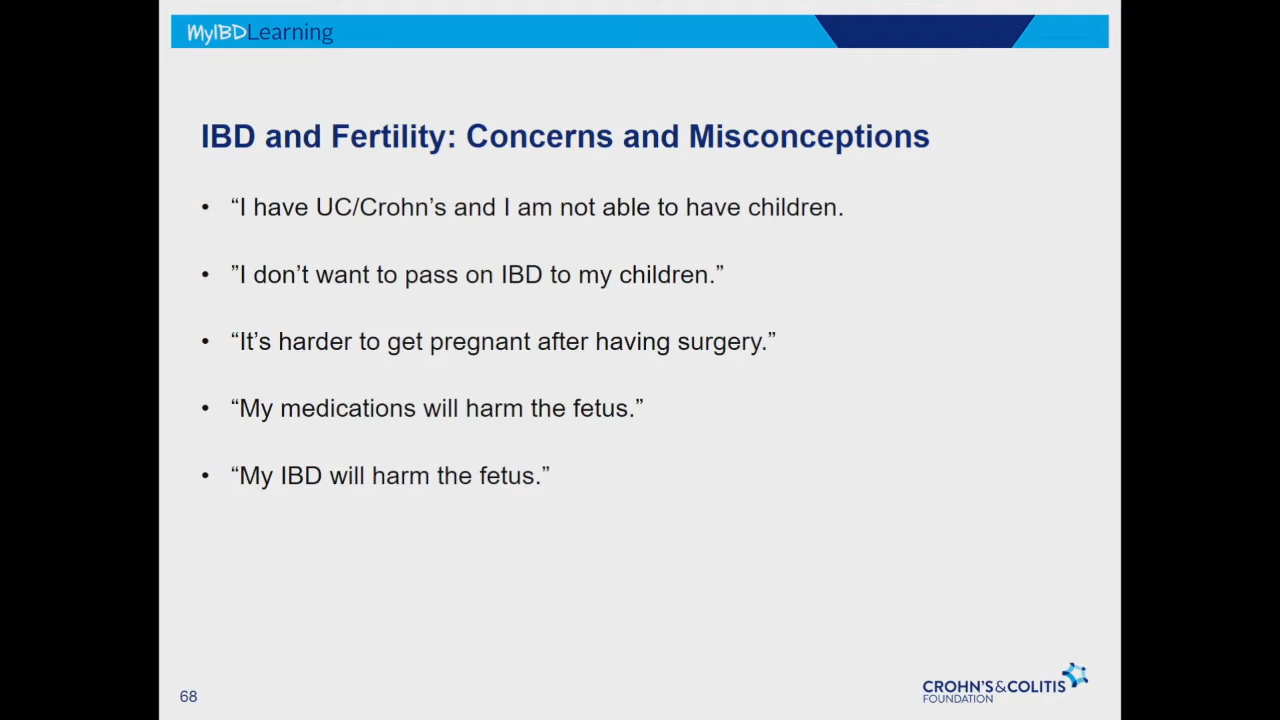 MyIBDLearning
IBD and Fertility: Concerns and Misconceptions
• “I have UC/Crohn’s and I am not able to have children.
• ”I don’t want to pass on IBD to my children.”
• “It’s harder to get pregnant after having surgery.”
• “My medications will harm the fetus.”
• “My IBD will harm the fetus.”
68
CROHN’S&COLITIS
FOUNDATION